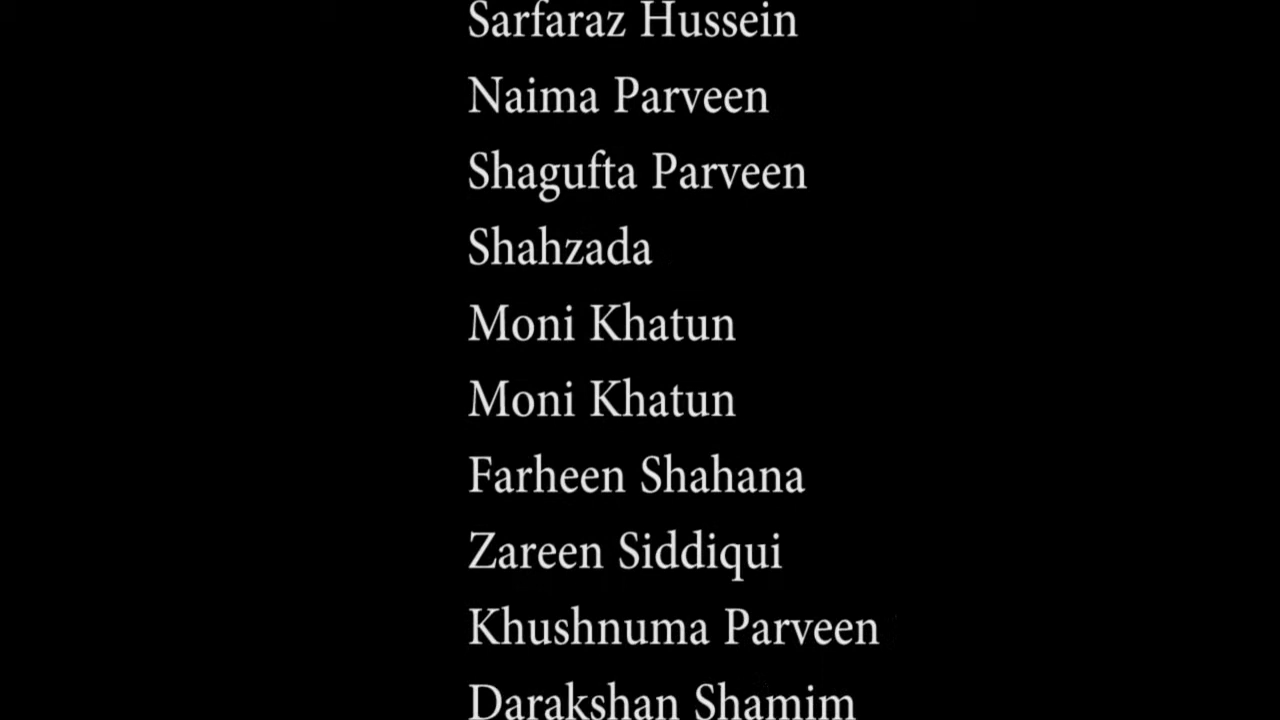 Sarfaraz Hussein
Naima Parveen
Shagufta Parveen
Shahzada
Moni Khatun
Moni Khatun
Farheen Shahana
Zareen Siddiqui
Khushnuma Parveen
Darakshan Shamim